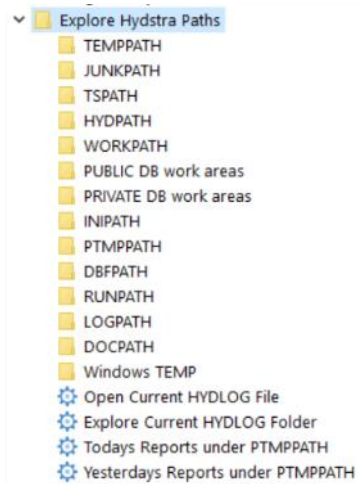 Explore Hydstra Paths
TEMPPATH
JUNKPATH
TSPATH
HYDPATH
WORKPATH
PUBLIC DB work areas
PRIVATE DB work areas
INIPATH
PTMPPATH
DBFPATH
RUNPATH
LOGPATH
DOCPATH
Windows TEMP
Open Current HYDLOG File
Explore Current HYDLOG Folder
Todays Reports under PTMPPATH
Yesterdays Reports under PTMPPATH